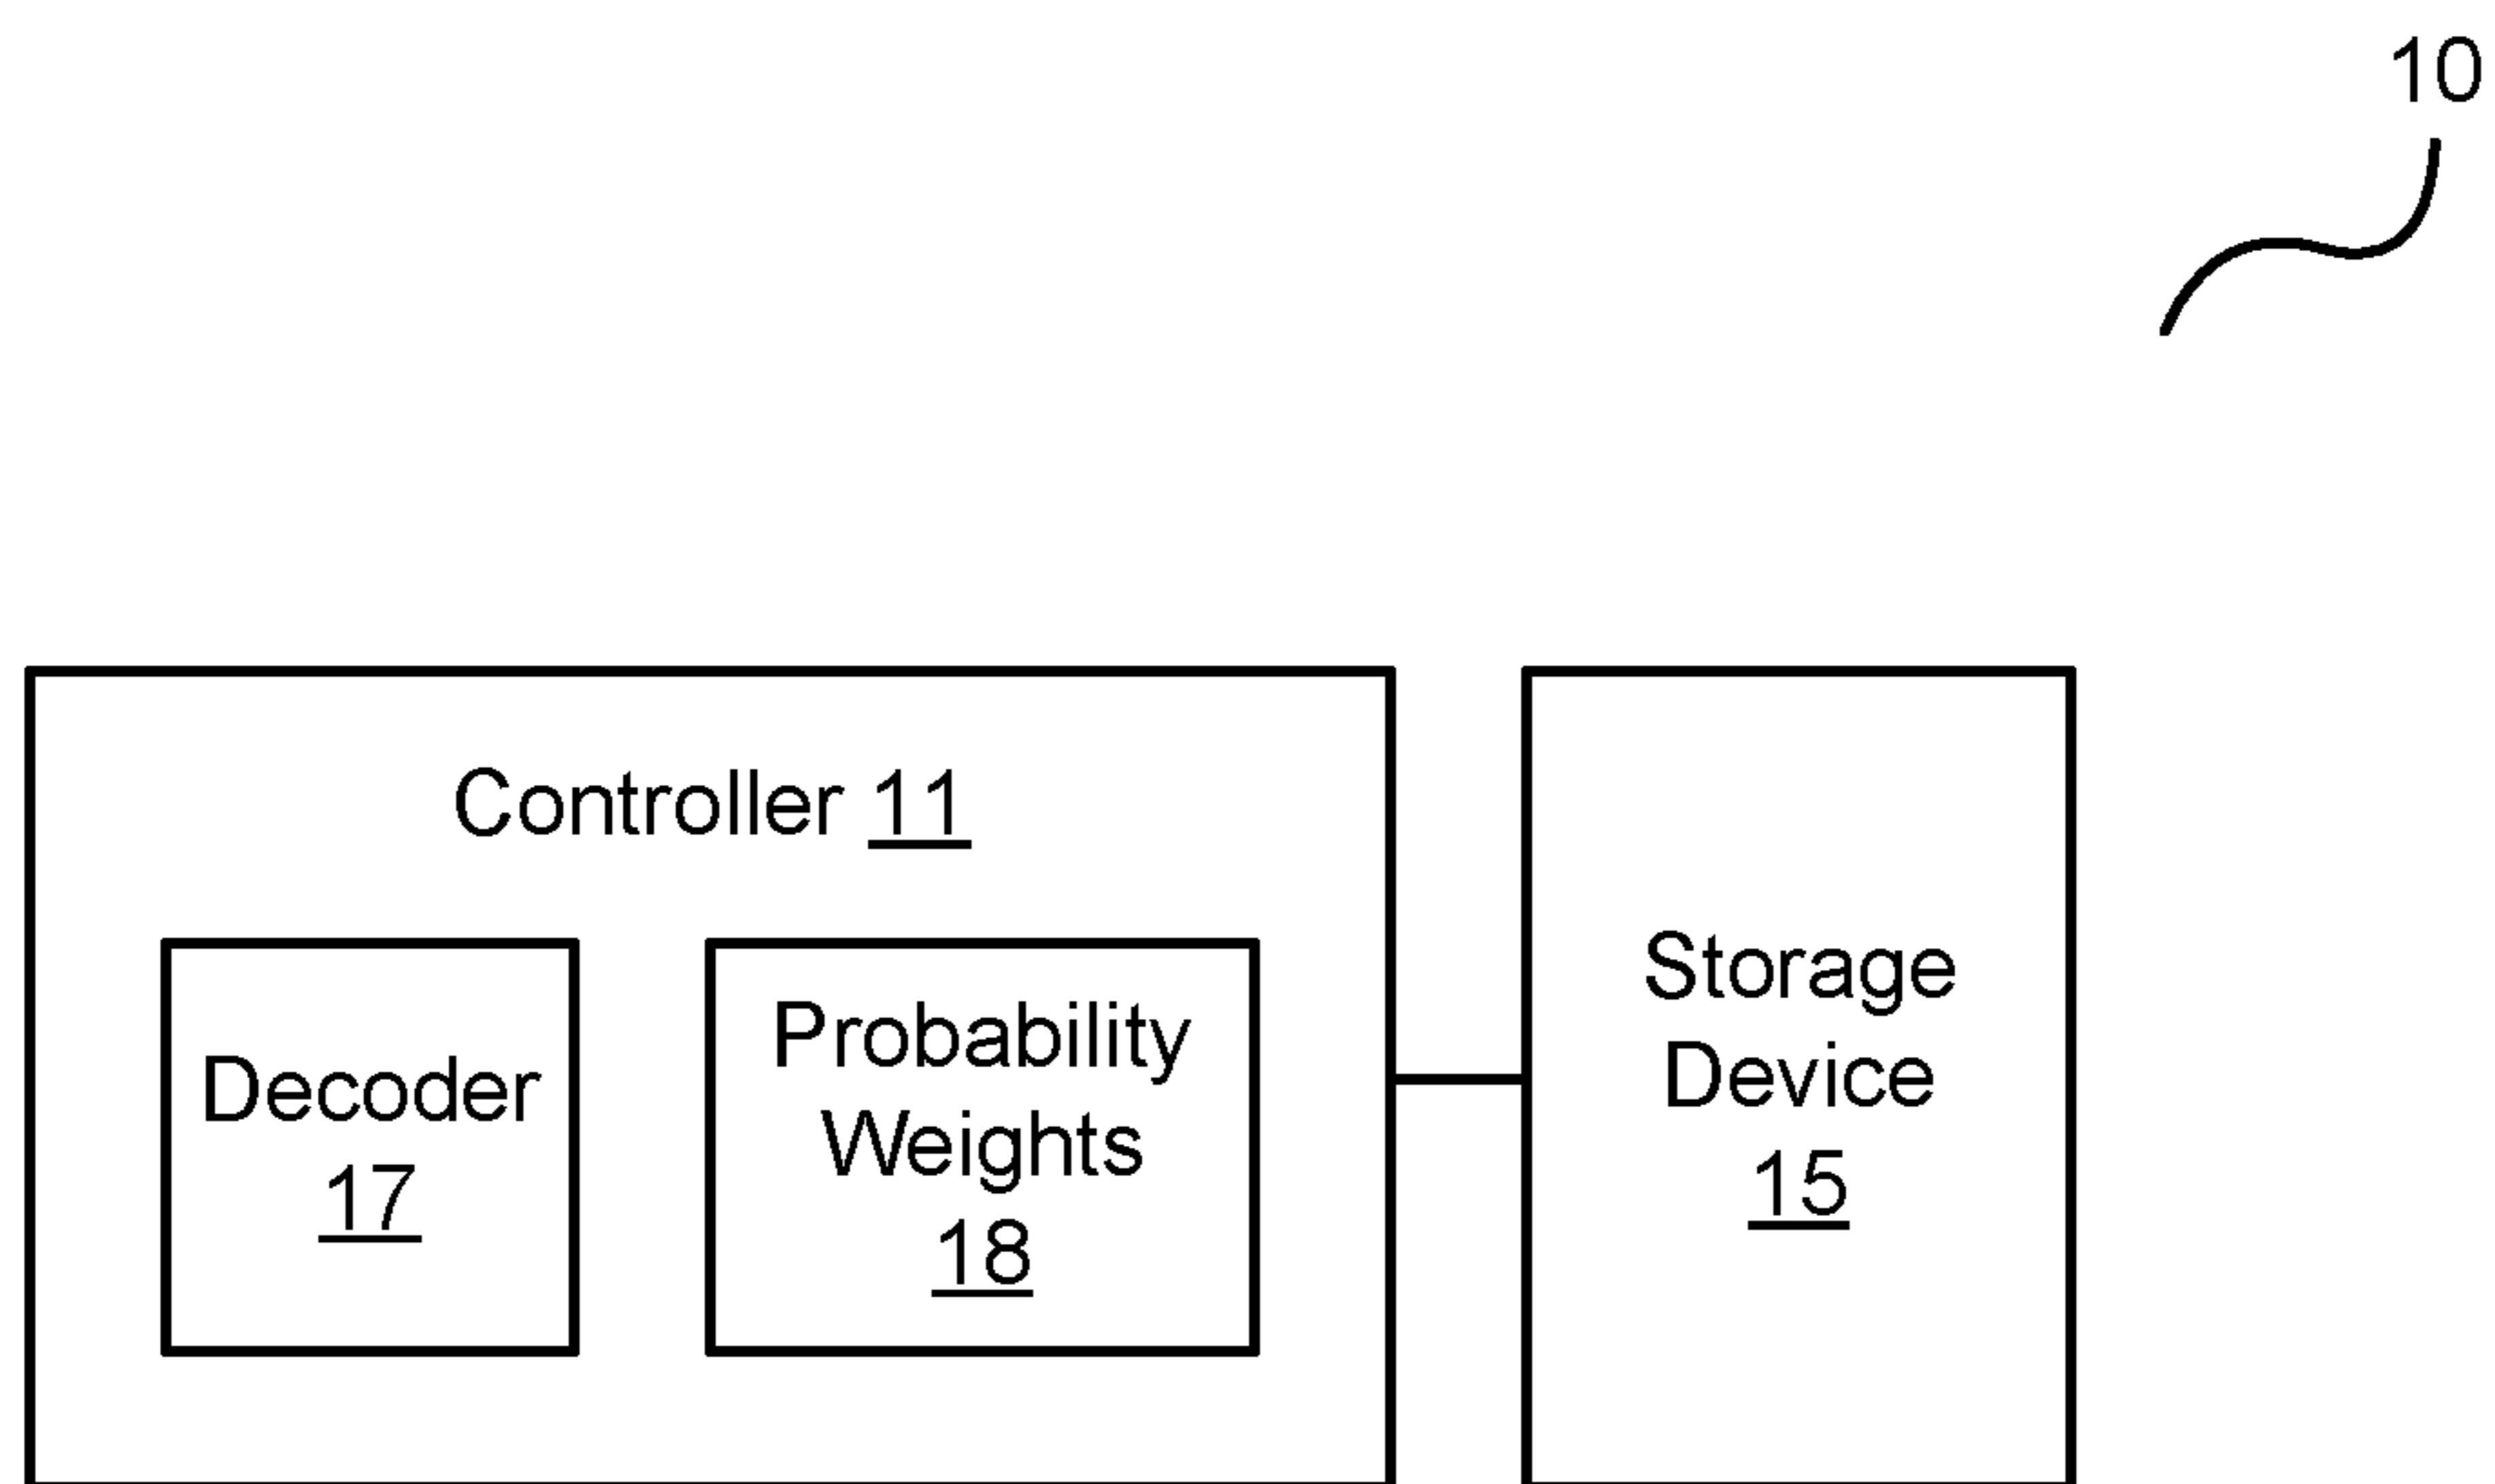 10
Controller 11
Decoder
17
Probability
Weights
18
Storage
Device
15